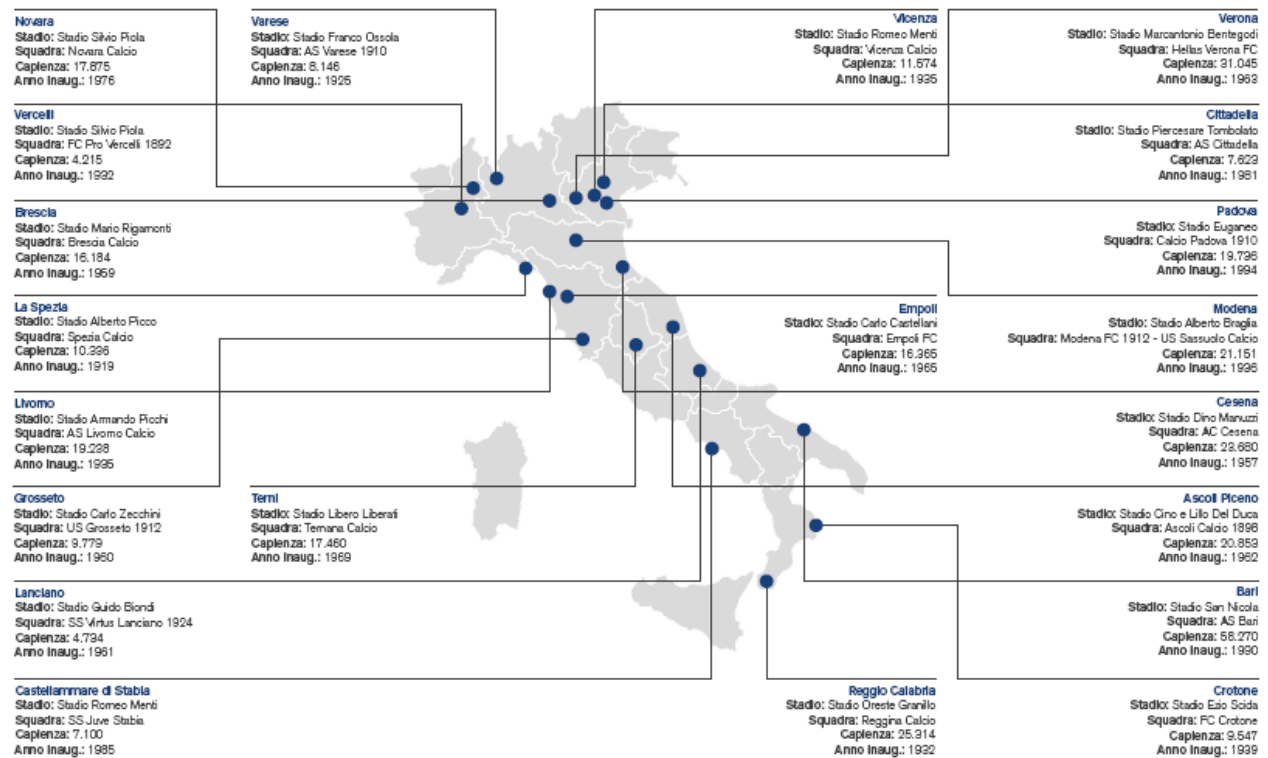 Novara
Stadio: Stadio Silvio Piola
Squadra: Novara Calcio
Capienza: 17.875
Anno Inaug.: 1976
Varese
Stadio: Stadio Franco Ossola
Squadra: AS Varese 1910
Capienza: 8.146
Anno Inaug.: 1925
Vicenza
Stadio: Stadio Romeo Menti
Squadra: Vicenza Calcio
Capienza: 11.574
Anno Inaug.: 1935
Verona
Stadio: Stadio Marcantonio Bentegodi
Squadra: Hellas Verona FC
Capienza: 31.045
Anno Inaug.: 1963
Vercelli
Stadio: Stadio Silvio Piola
Squadra: FC Pro Vercelli 1892
Capienza: 4.215
Anno Inaug.: 1932
Cittadella
Stadio: Stadio Piercesare Tombolato
Squadra: AS Cittadella
Capienza: 7.623
Anno Inaug.: 1981
Brescia
Stadio: Stadio Mario Rigamonti
Squadra: Brescia Calcio
Capienza: 16.184
Anno Inaug.: 1959
Padova
Stadio: Stadio Euganeo
Squadra: Calcio Padova 1910
Capienza: 19.736
Anno Inaug.: 1994
La Spezia
Stadio: Stadio Alberto Picco
Squadra: Spezia Calcio
Capienza: 10.336
Anno Inaug.: 1919
Empoli
Stadio: Stadio Carlo Castellani
Squadra: Empoli FC
Capienza: 16.365
Anno Inaug.: 1965
Modena
Stadio: Stadio Alberto Braglia
Squadra: Modena FC 1912 - US Sassuolo Calcio
Capienza: 21.151
Anno Inaug.: 1936
Livorno
Stadio: Stadio Armando Picchi
Squadra: AS Livorno Calcio
Capienza: 19.238
Anno Inaug.: 1935
Cesena
Stadio: Stadio Dino Manuzzi
Squadra: AC Cesena
Capienza: 23.860
Anno Inaug.: 1957
Grosseto
Stadio: Stadio Carlo Zecchini
Squadra: US Grosseto 1912
Capienza: 9.779
Anno Inaug.: 1960
Terni
Stadio: Stadio Libero Liberati
Squadra: Ternana Calcio
Capienza: 17.460
Anno Inaug.: 1969
Ascoli Piceno
Stadio: Stadio Cino e Lillo Del Duca
Squadra: Ascoli Calcio 1898
Capienza: 20.853
Anno Inaug.: 1962
Lanciano
Stadio: Stadio Guido Biondi
Squadra: SS Virtus Lanciano 1924
Capienza: 4.734
Anno Inaug.: 1961
Bari
Stadio: Stadio San Nicola
Squadra: AS Bari
Capienza: 58.270
Anno Inaug.: 1990
Castellammare di Stabia
Stadio: Stadio Romeo Menti
Squadra: SS Juve Stabia
Capienza: 7.100
Anno Inaug.: 1985
Reggio Calabria
Stadio: Stadio Oreste Granillo
Squadra: Reggina Calcio
Capienza: 25.314
Anno Inaug.: 1932
Crotone
Stadio: Stadio Ezio Scida
Squadra: FC Crotone
Capienza: 9.547
Anno Inaug.: 1939